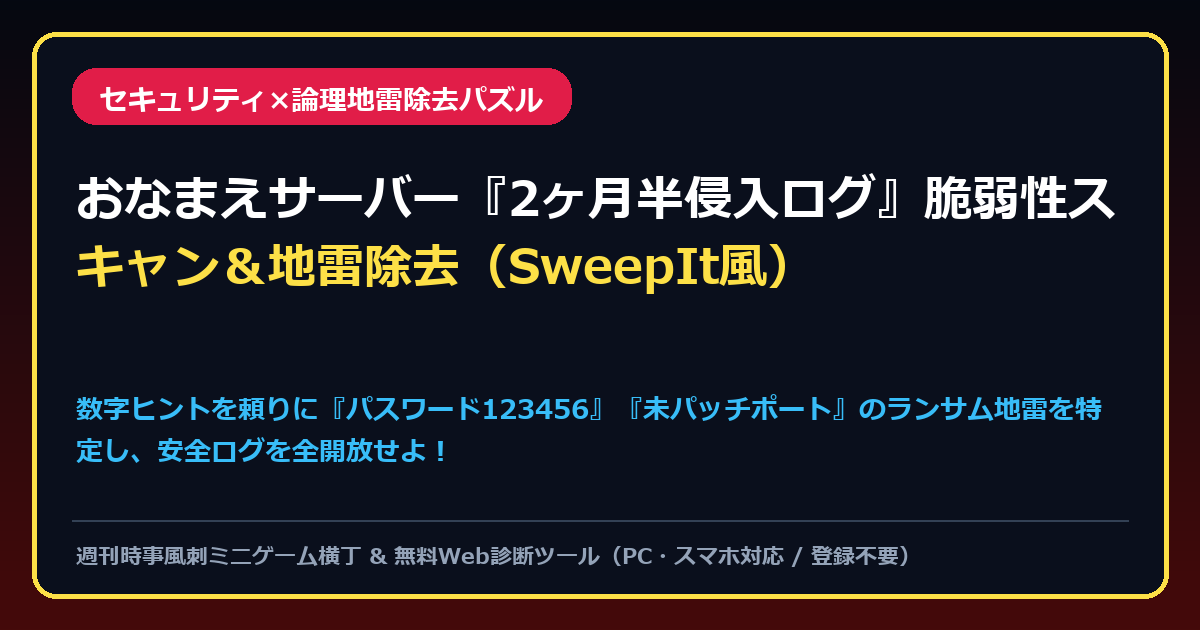 セキュリティ×論理地雷除去パズル
おなまえサーバー『2ヶ月半侵入ログ』脆弱性ス
キャン＆地雷除去（SweepIt風）
数字ヒントを頼りに『パスワード123456』『未パッチポート』のランサム地雷を特
定し、安全ログを全開放せよ！
週刊時事風刺ミニゲーム横丁 & 無料Web診断ツール（PC・スマホ対応 / 登録不要）